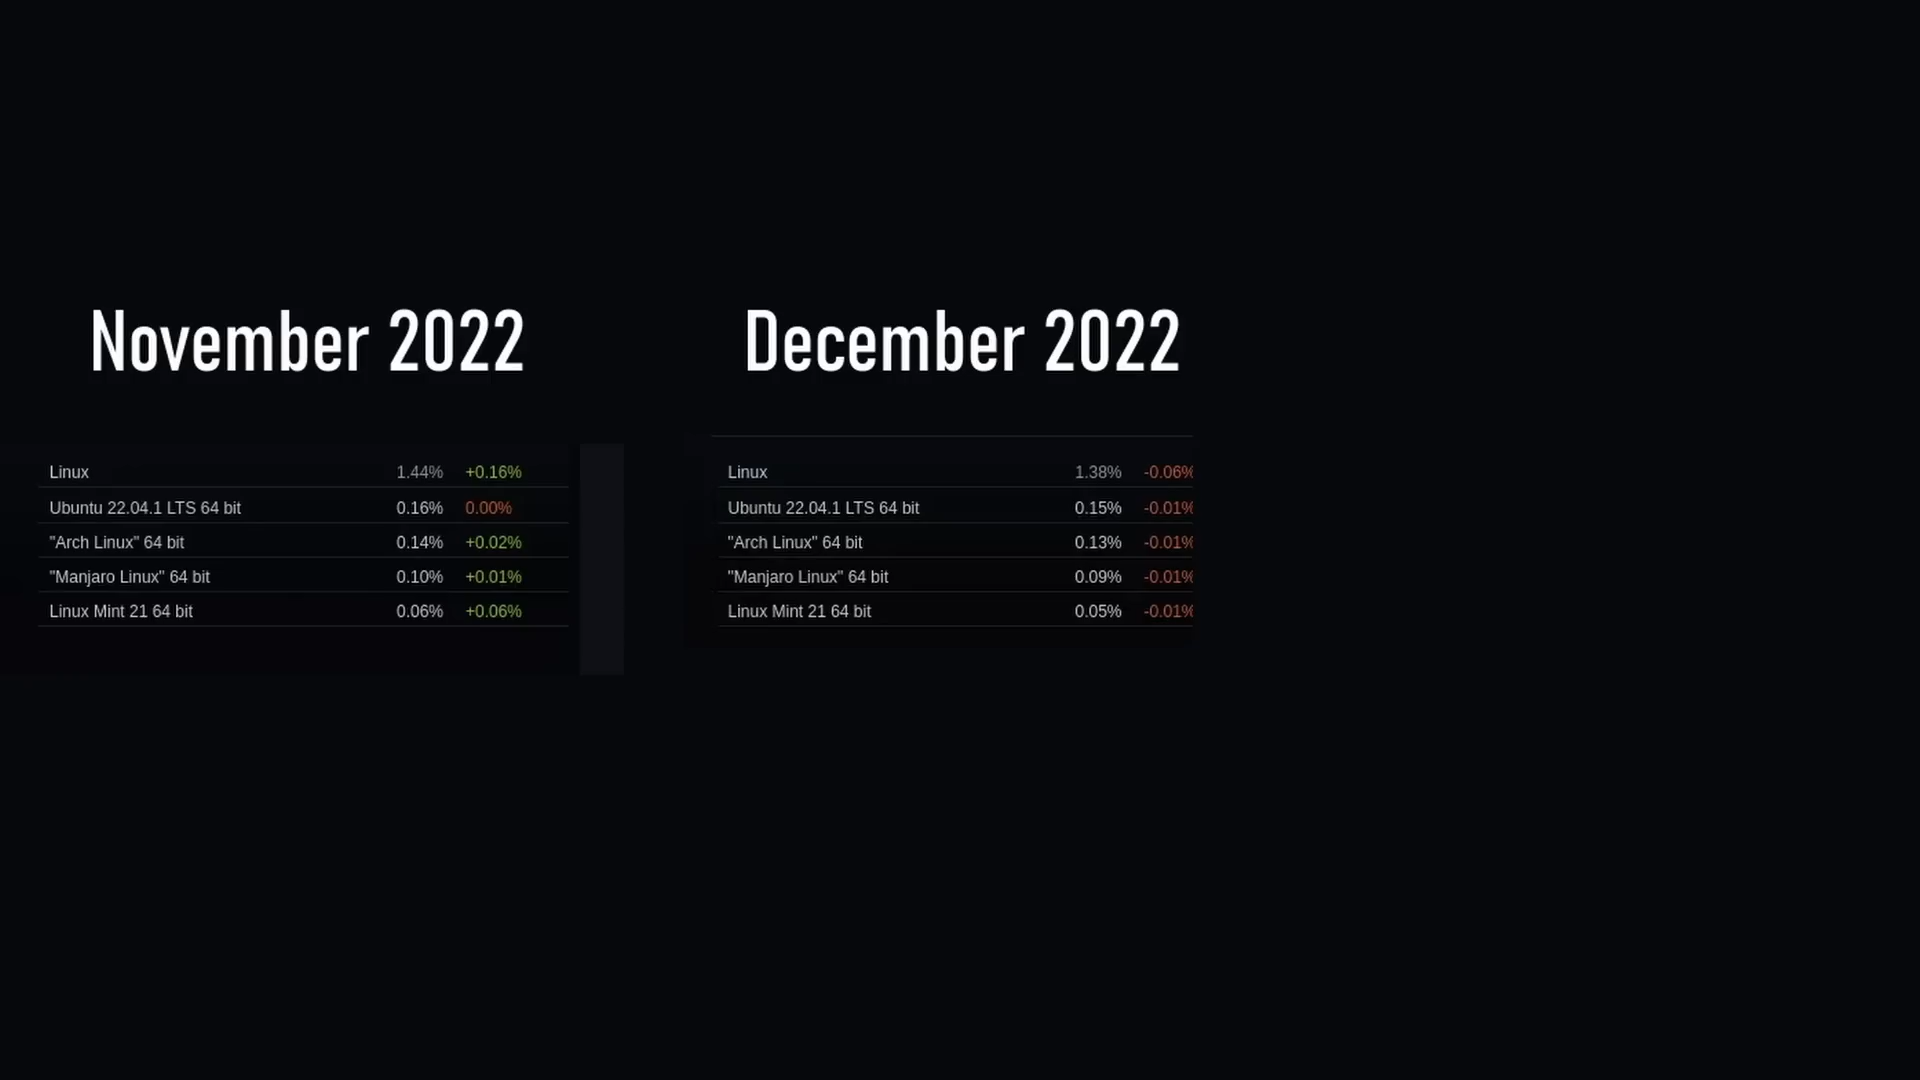 November 2022
Linux 1.44% +0.16%
Ubuntu 22.04.1 LTS 64 bit 0.16% 0.00%
"Arch Linux" 64 bit 0.14% +0.02%
"Manjaro Linux" 64 bit 0.10% +0.01%
Linux Mint 21 64 bit 0.06% +0.06%
December 2022
Linux 1.38% -0.06%
Ubuntu 22.04.1 LTS 64 bit 0.15% -0.01%
"Arch Linux" 64 bit 0.13% -0.01%
"Manjaro Linux" 64 bit 0.09% -0.01%
Linux Mint 21 64 bit 0.05% -0.01%